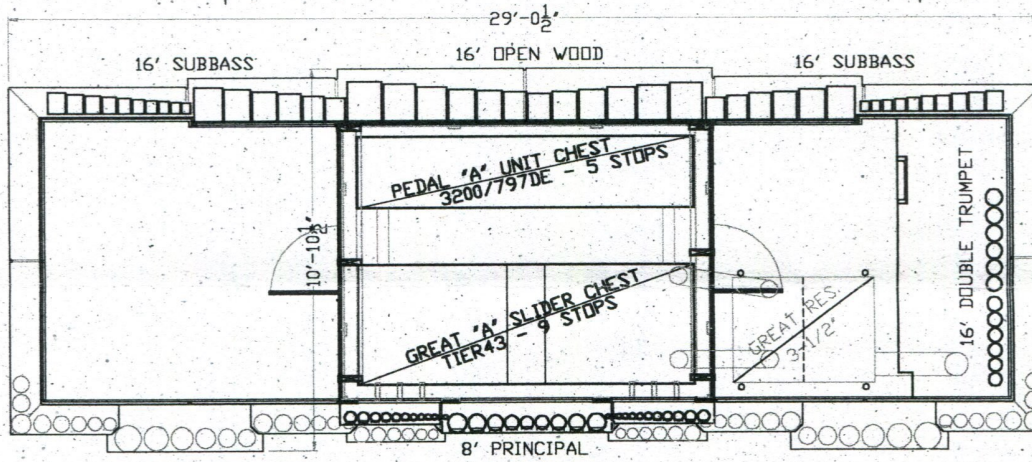 29'-0½"
16' SUBBASS
16' OPEN WOOD
16' SUBBASS
PEDAL "A" UNIT CHEST
3200/797DE - 5 STOPS
10'-10½"
GREAT "A" SLIDER CHEST
TIER43 - 9 STOPS
GREAT RES.
3-1/2"
16' DOUBLE TRUMPET
8' PRINCIPAL